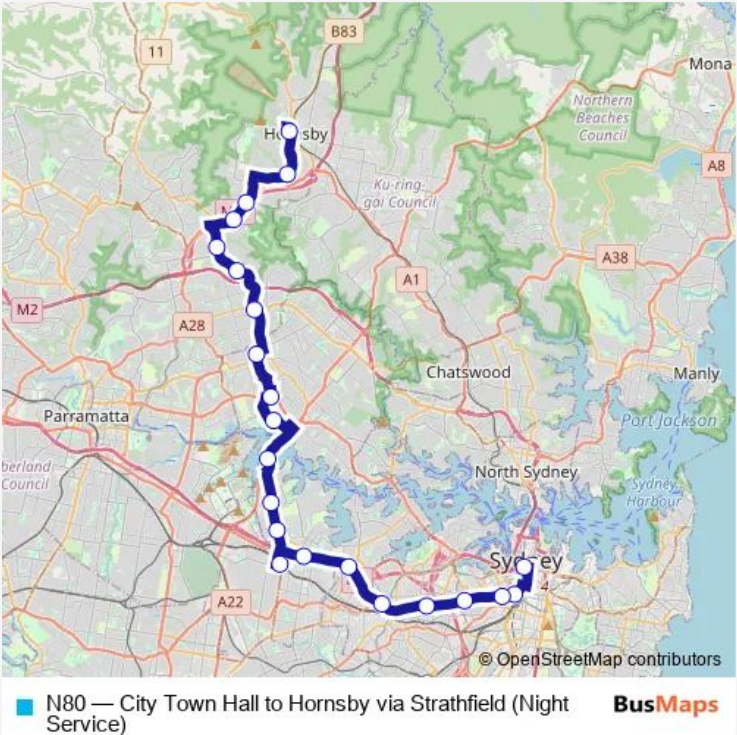 B83
11
Mona
Northern
Beaches
Council
Hornsby
A8
Ku-ring-
gai Council
M
A38
A1
M2
A28
Chatswood
Manly
Parramatta
Port Jackson
berland
Council
North Sydney
Sydney
Harbour
Sydney
4
A22
© OpenStreetMap contributors
N80 — City Town Hall to Hornsby via Strathfield (Night
Service)
BusMaps